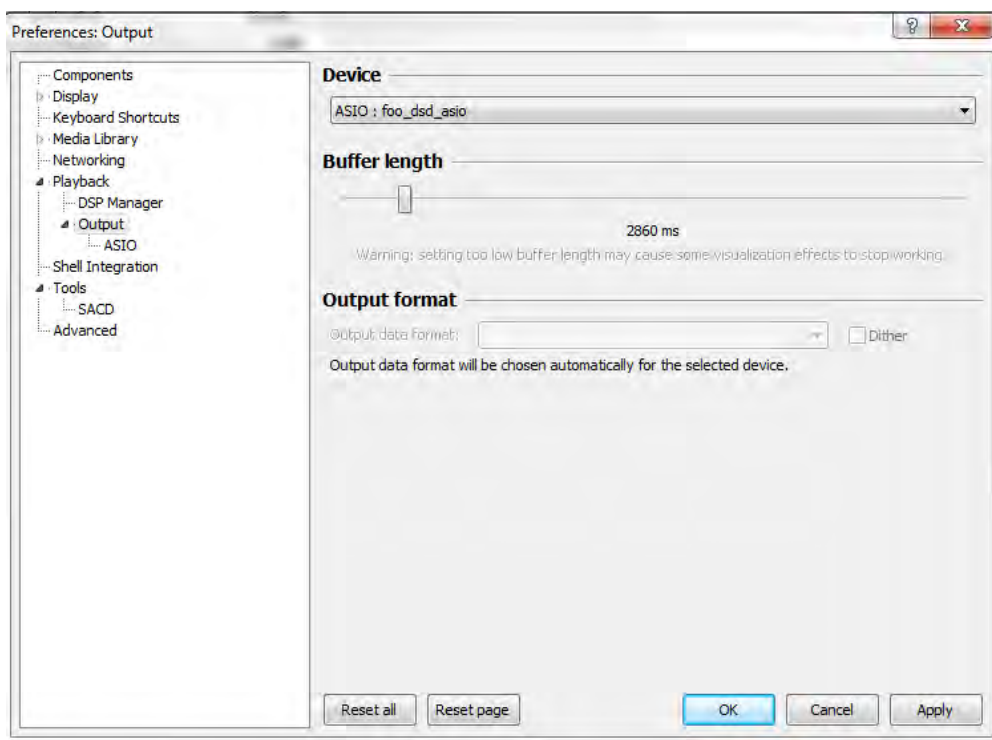 Preferences: Output
Components
Display
Keyboard Shortcuts
Media Library
Networking
Playback
DSP Manager
Output
ASIO
Shell Integration
Tools
SACD
Advanced
Device
ASIO : foo_dsd_asio
Buffer length
2860 ms
Warning: setting too low buffer length may cause some visualization effects to stop working.
Output format
Output data format:
Dither
Output data format will be chosen automatically for the selected device.
Reset all
Reset page
OK
Cancel
Apply